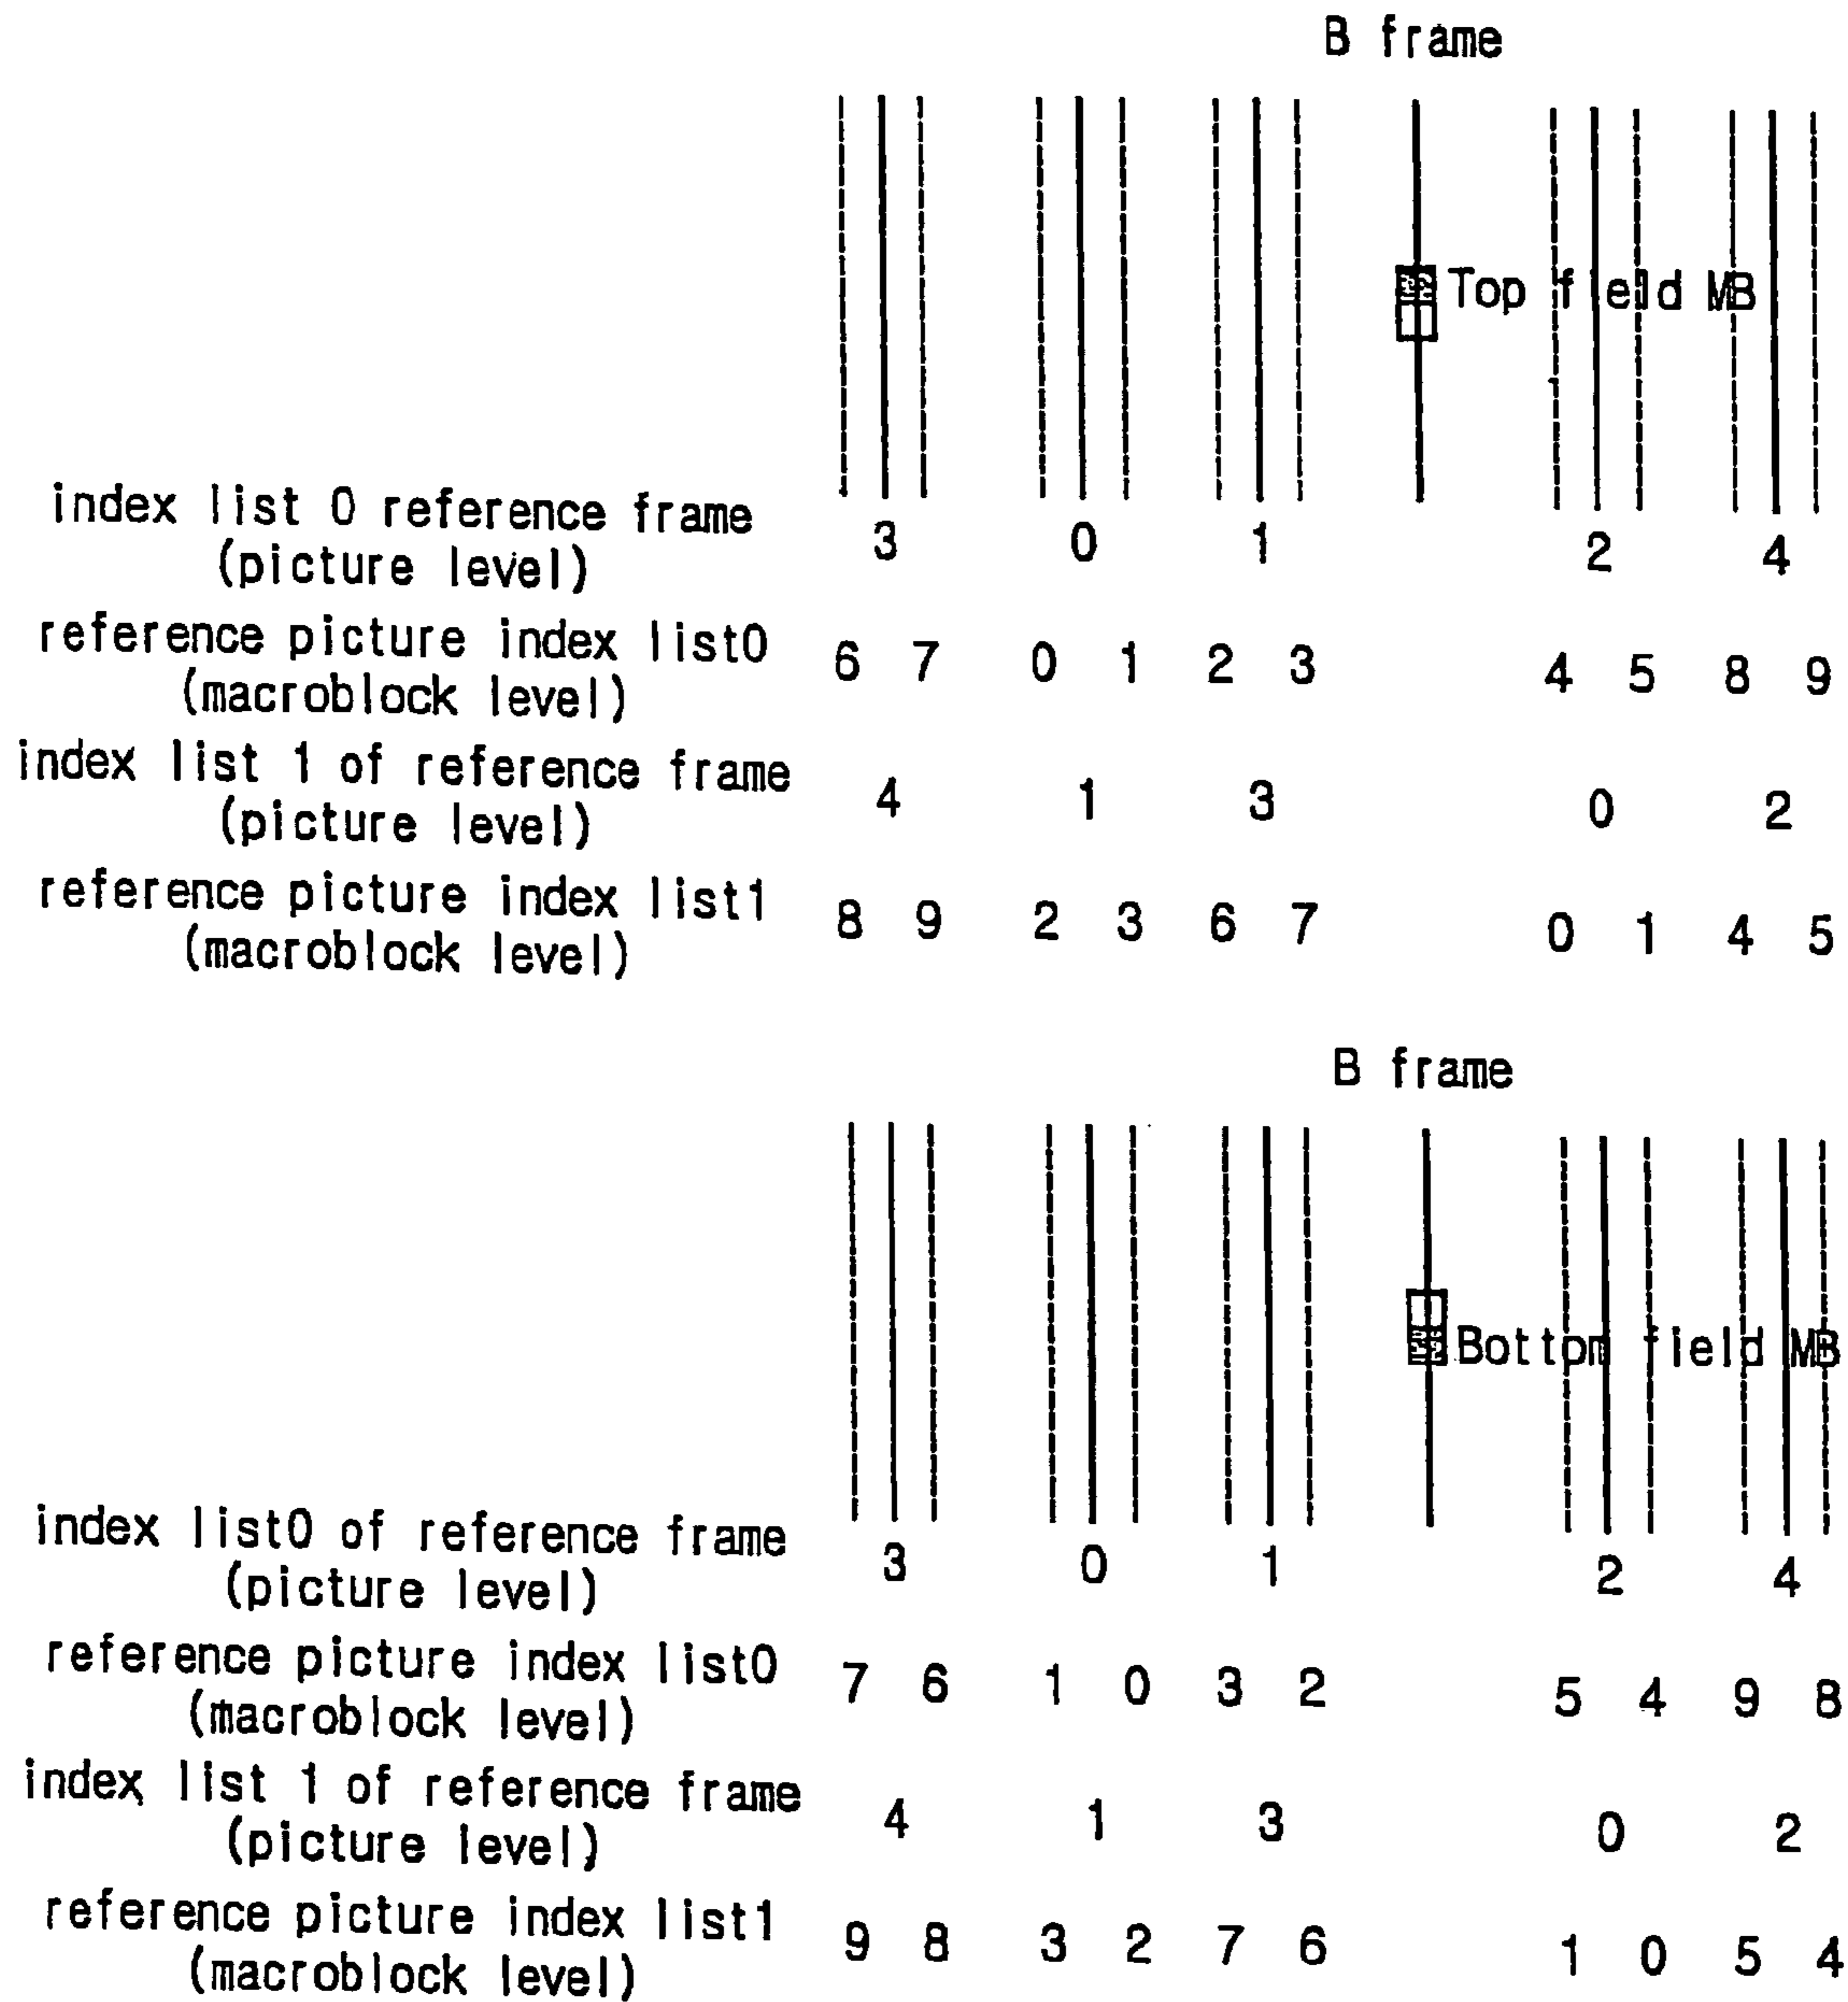 B frame
Top field MB
index list 0 reference frame
(picture level)
3 0 1 2 4
reference picture index list0
(macroblock level)
6 7 0 1 2 3 4 5 8 9
index list 1 of reference frame
(picture level)
4 1 3 0 2
reference picture index list1
(macroblock level)
8 9 2 3 6 7 0 1 4 5
B frame
Bottom field MB
index list0 of reference frame
(picture level)
3 0 1 2 4
reference picture index list0
(macroblock level)
7 6 1 0 3 2 5 4 9 8
index list 1 of reference frame
(picture level)
4 1 3 0 2
reference picture index list1
(macroblock level)
9 8 3 2 7 6 1 0 5 4